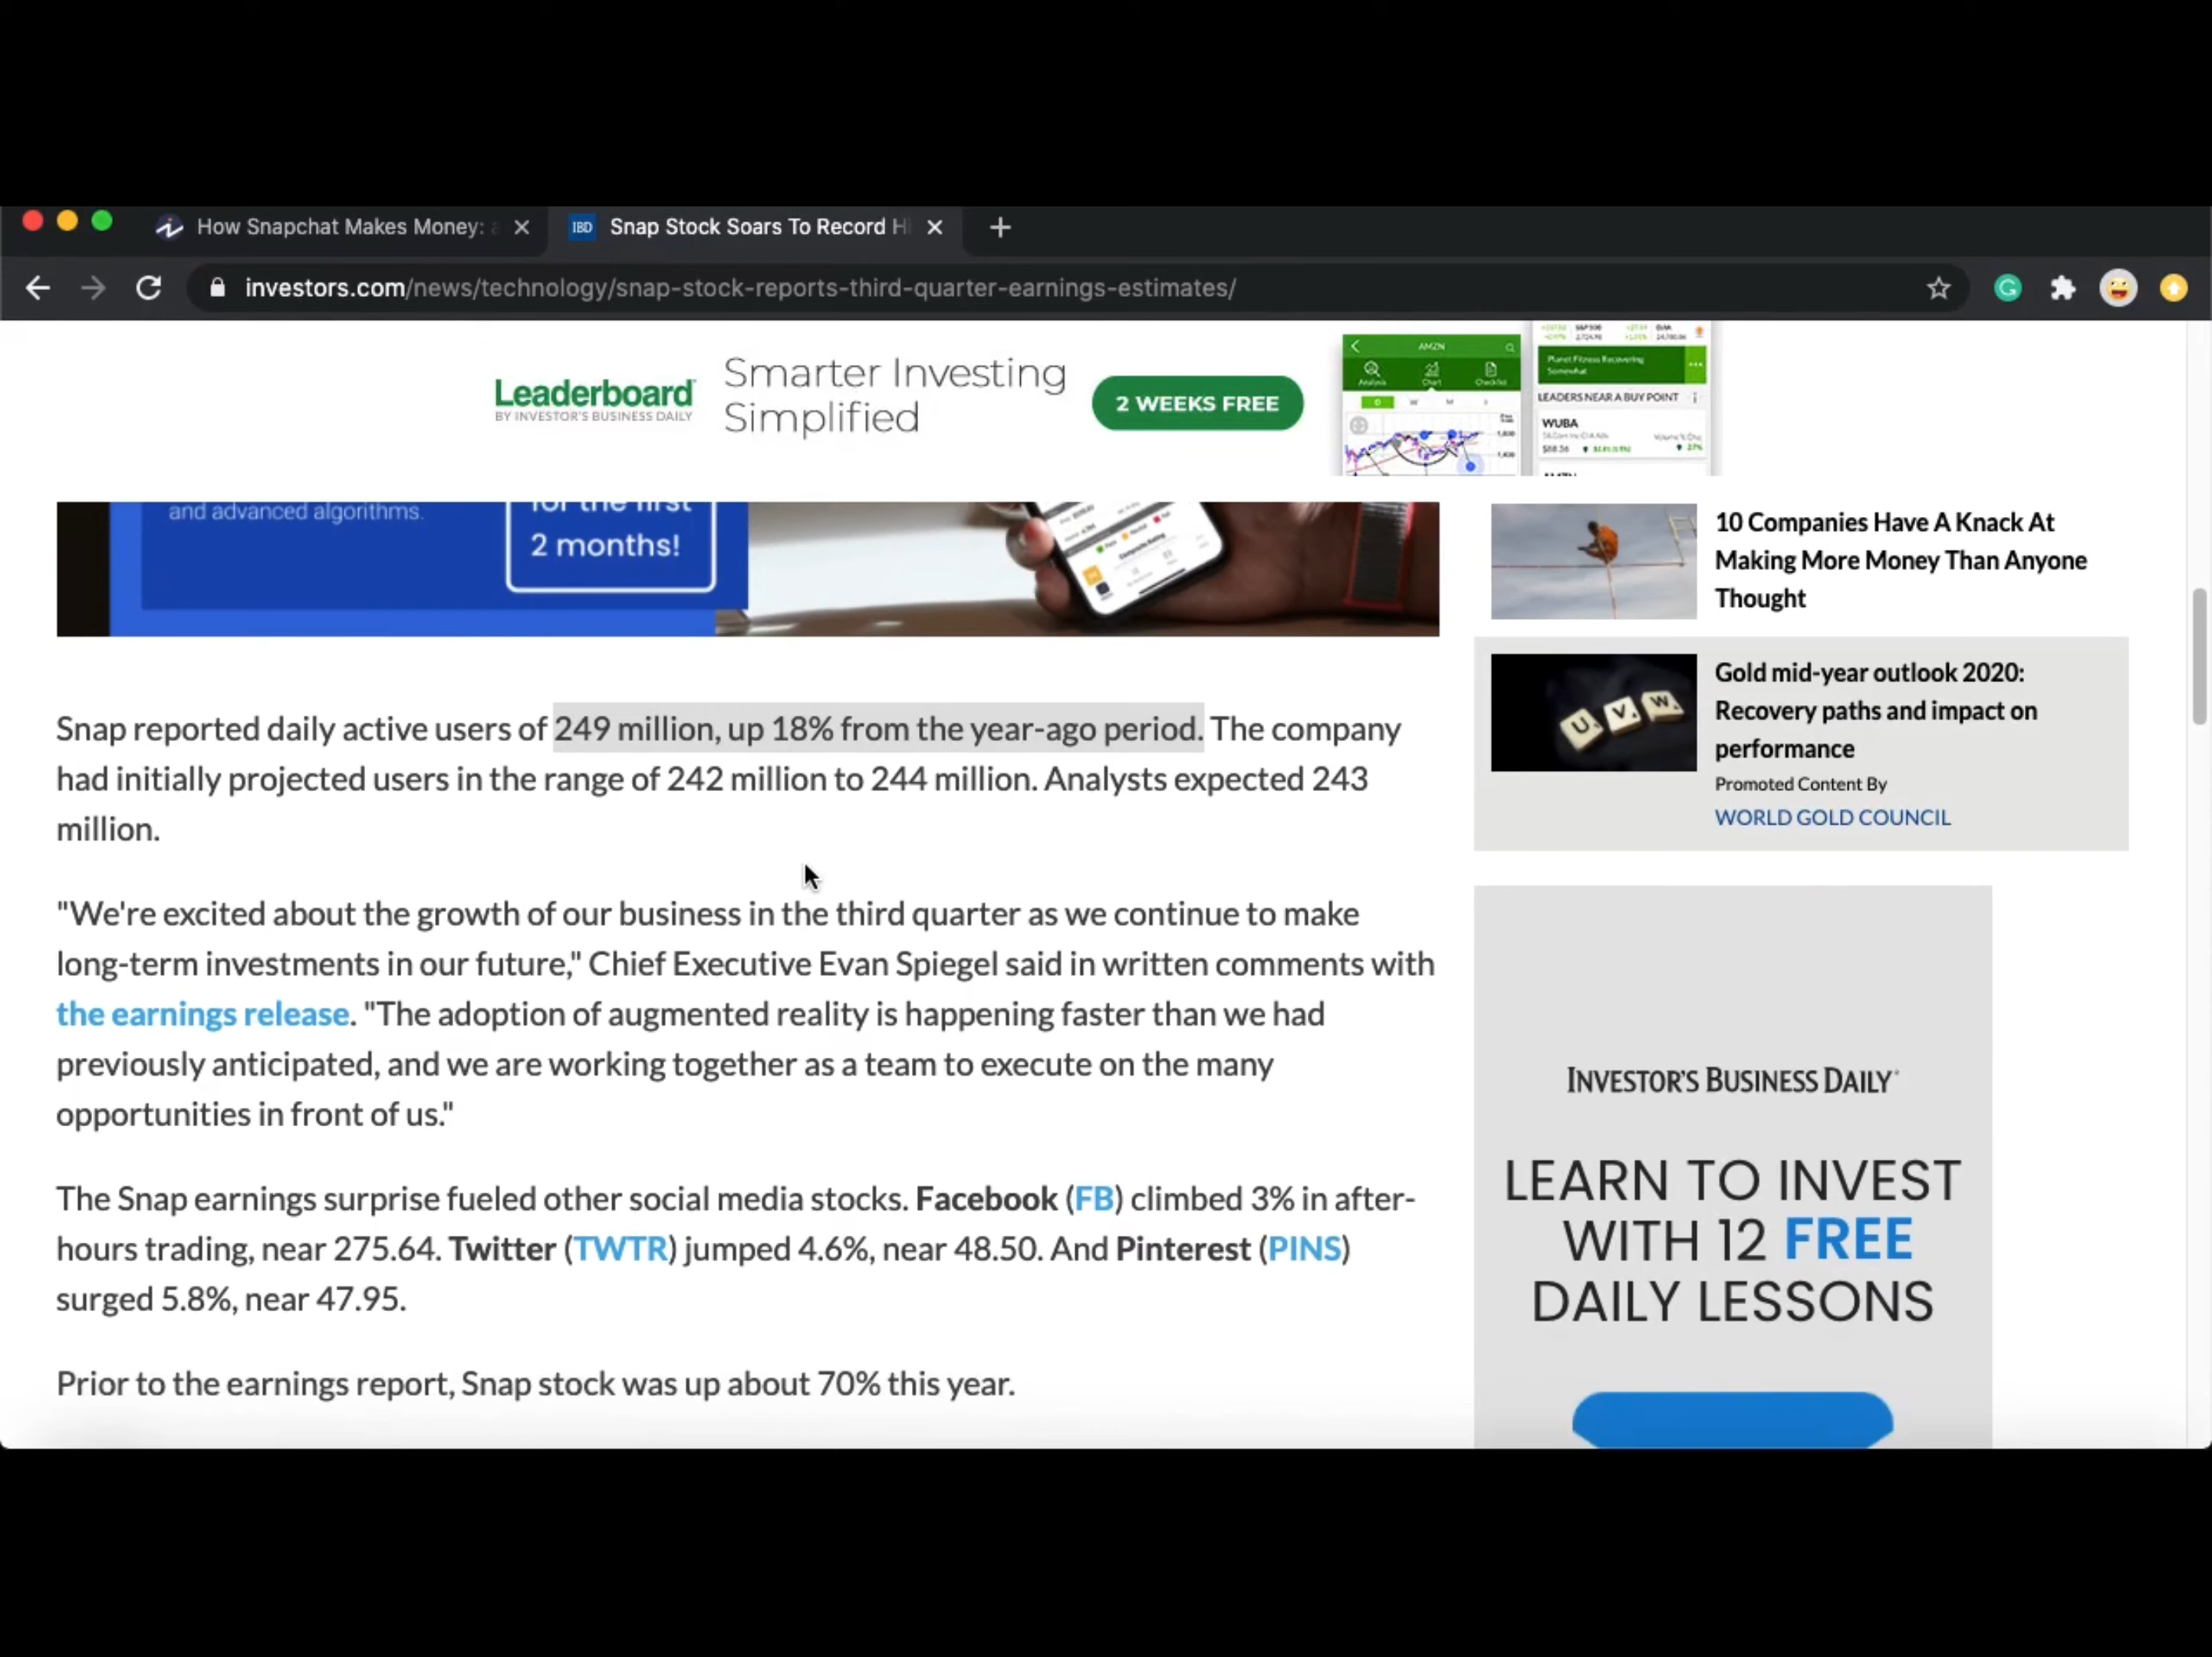 How Snapchat Makes Money:
Snap Stock Soars To Record H
investors.com/news/technology/snap-stock-reports-third-quarter-earnings-estimates/
Leaderboard
BY INVESTOR'S BUSINESS DAILY
Smarter Investing
Simplified
2 WEEKS FREE
AMZN
Analysis
Chart
Checklist
Planet Fitness Recovering
Somewhat
LEADERS NEAR A BUY POINT
WUBA
and advanced algorithms.
for the first
2 months!
10 Companies Have A Knack At
Making More Money Than Anyone
Thought
U V W
Gold mid-year outlook 2020:
Recovery paths and impact on
performance
Promoted Content By
WORLD GOLD COUNCIL
Snap reported daily active users of 249 million, up 18% from the year-ago period. The company
had initially projected users in the range of 242 million to 244 million. Analysts expected 243
million.
"We're excited about the growth of our business in the third quarter as we continue to make
long-term investments in our future," Chief Executive Evan Spiegel said in written comments with
the earnings release. "The adoption of augmented reality is happening faster than we had
previously anticipated, and we are working together as a team to execute on the many
opportunities in front of us."
The Snap earnings surprise fueled other social media stocks. Facebook (FB) climbed 3% in after-
hours trading, near 275.64. Twitter (TWTR) jumped 4.6%, near 48.50. And Pinterest (PINS)
surged 5.8%, near 47.95.
Prior to the earnings report, Snap stock was up about 70% this year.
INVESTOR'S BUSINESS DAILY
LEARN TO INVEST
WITH 12 FREE
DAILY LESSONS